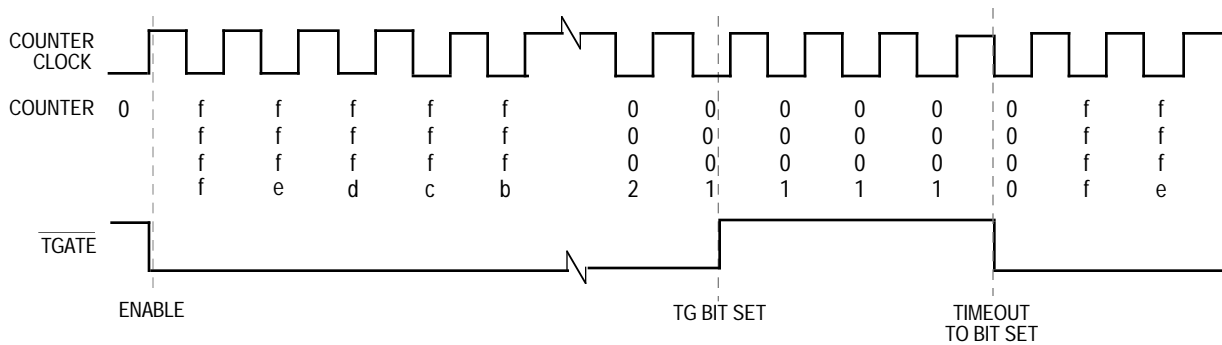 COUNTER
CLOCK
COUNTER 0 f f f f f 0 0 0 0 0 0 f f
f f f f f 0 0 0 0 0 0 f f
f f f f f 0 0 0 0 0 0 f f
f e d c b 2 1 1 1 1 0 f e
TGATE
ENABLE
TG BIT SET
TIMEOUT
TO BIT SET